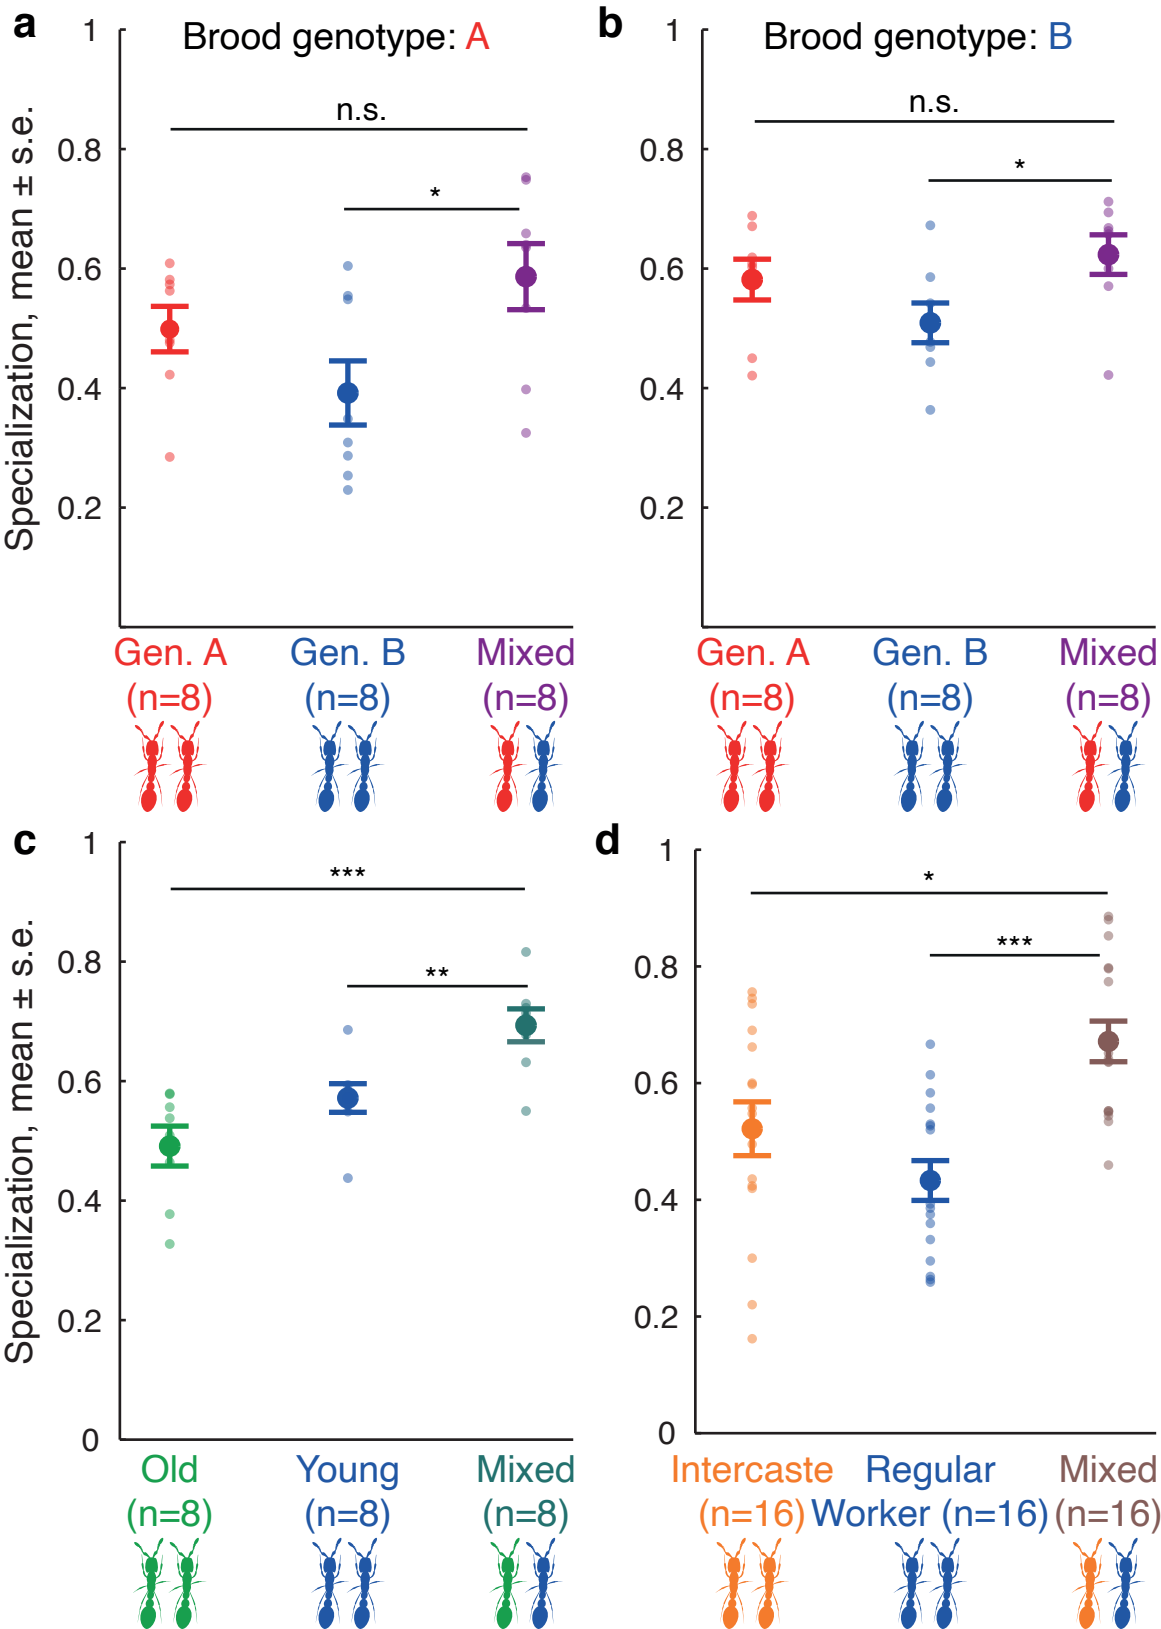 a
Brood genotype: A
Specialization, mean ± s.e.
1
0.8
0.6
0.4
0.2
n.s.
*
Gen. A
(n=8)
Gen. B
(n=8)
Mixed
(n=8)
b
Brood genotype: B
1
0.8
0.6
0.4
0.2
n.s.
*
Gen. A
(n=8)
Gen. B
(n=8)
Mixed
(n=8)
c
Specialization, mean ± s.e.
1
0.8
0.6
0.4
0.2
0
***
**
Old
(n=8)
Young
(n=8)
Mixed
(n=8)
d
1
0.8
0.6
0.4
0.2
0
*
***
Intercaste
(n=16)
Regular
Worker (n=16)
Mixed
(n=16)